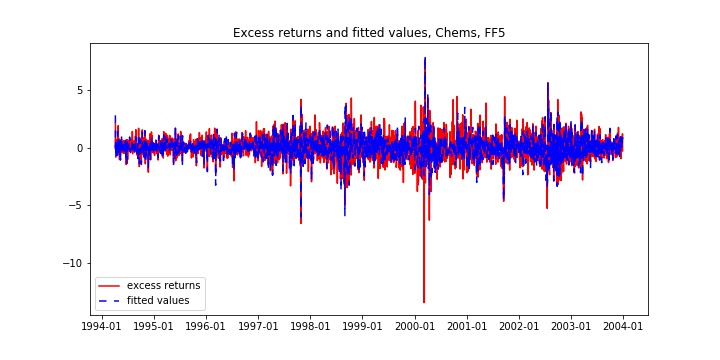 Excess returns and fitted values, Chems, FF5
5
0
−5
−10
excess returns
fitted values
1994-01 1995-01 1996-01 1997-01 1998-01 1999-01 2000-01 2001-01 2002-01 2003-01 2004-01